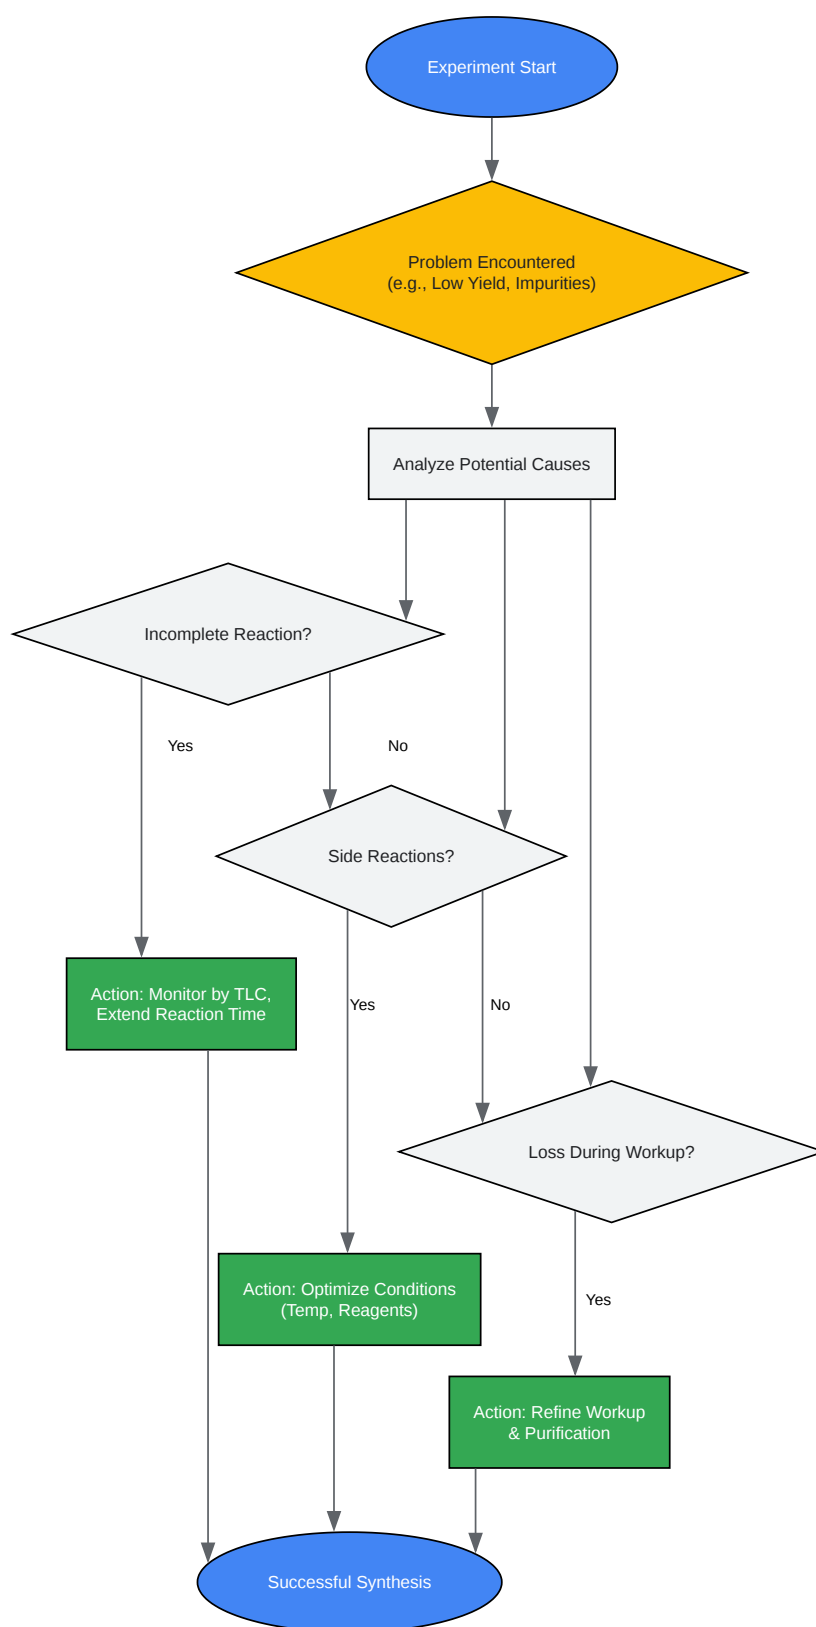 Experiment Start
Problem Encountered
(e.g., Low Yield, Impurities)
Analyze Potential Causes
Incomplete Reaction?
Yes
No
Side Reactions?
Action: Monitor by TLC,
Extend Reaction Time
Yes
No
Loss During Workup?
Action: Optimize Conditions
(Temp, Reagents)
Yes
Action: Refine Workup
& Purification
Successful Synthesis